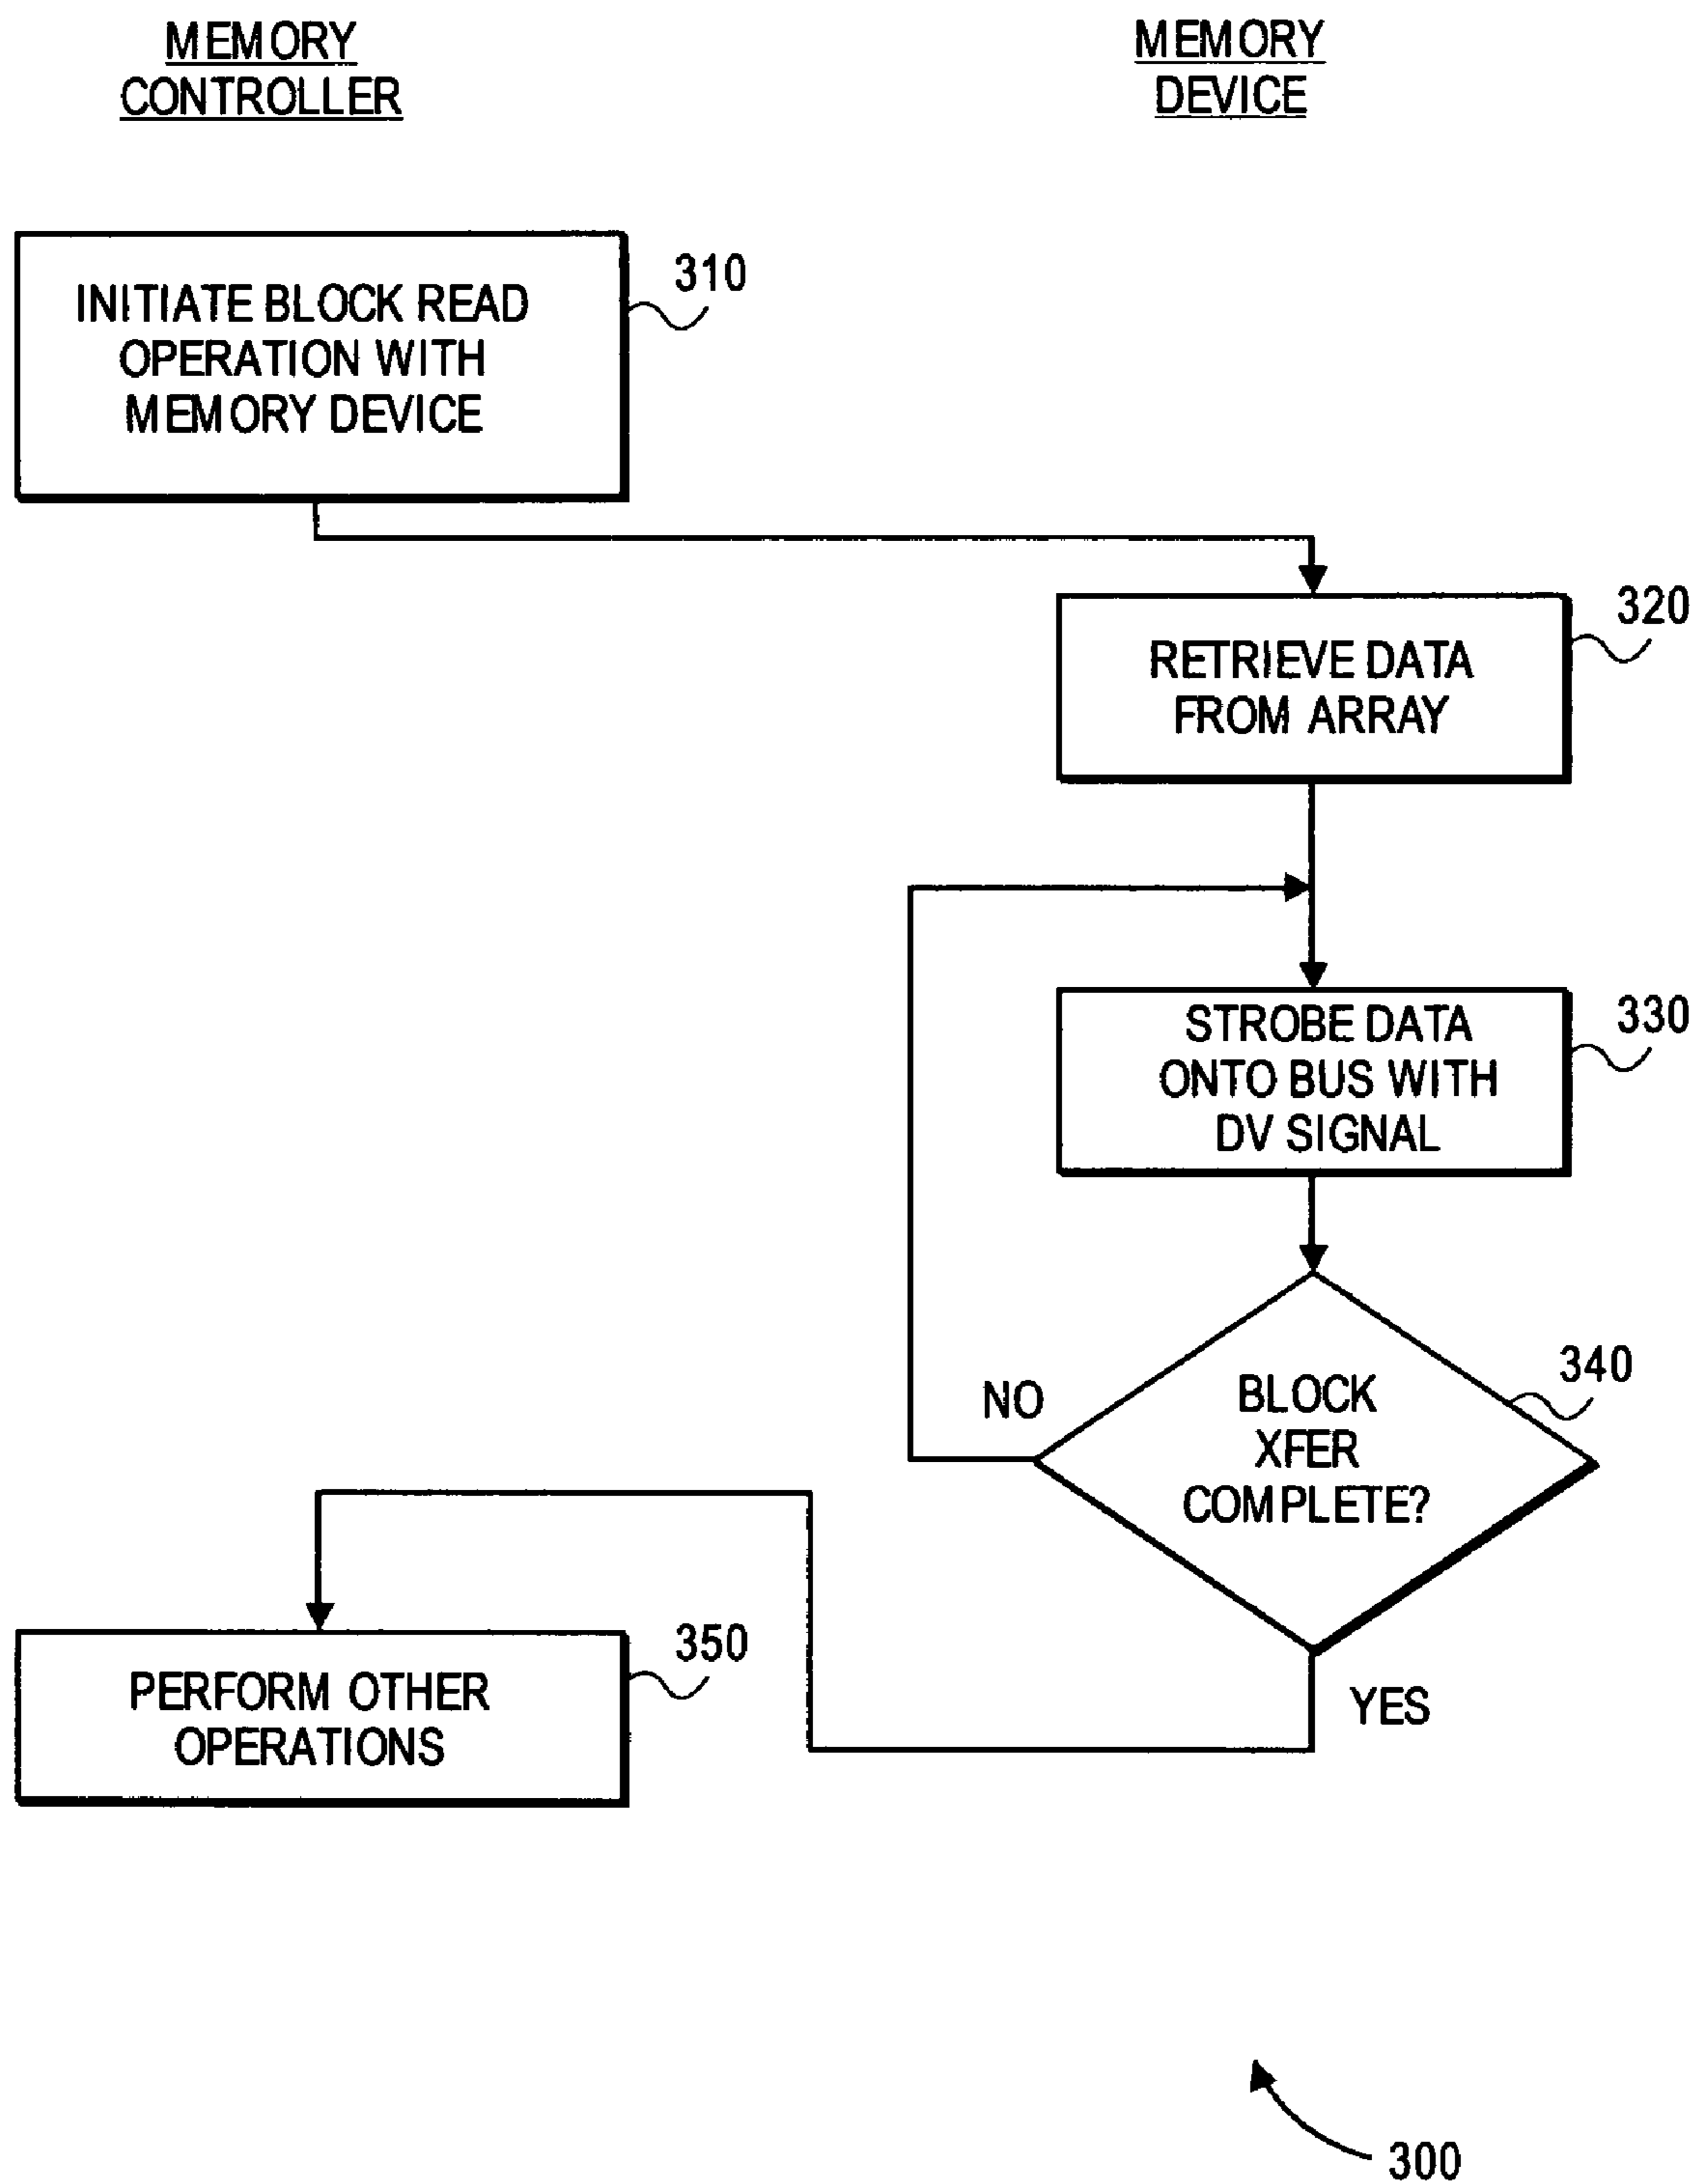 MEMORY
CONTROLLER
MEMORY
DEVICE
INITIATE BLOCK READ
OPERATION WITH
MEMORY DEVICE
310
RETRIEVE DATA
FROM ARRAY
320
STROBE DATA
ONTO BUS WITH
DV SIGNAL
330
BLOCK
XFER
COMPLETE?
340
NO
YES
PERFORM OTHER
OPERATIONS
350
300